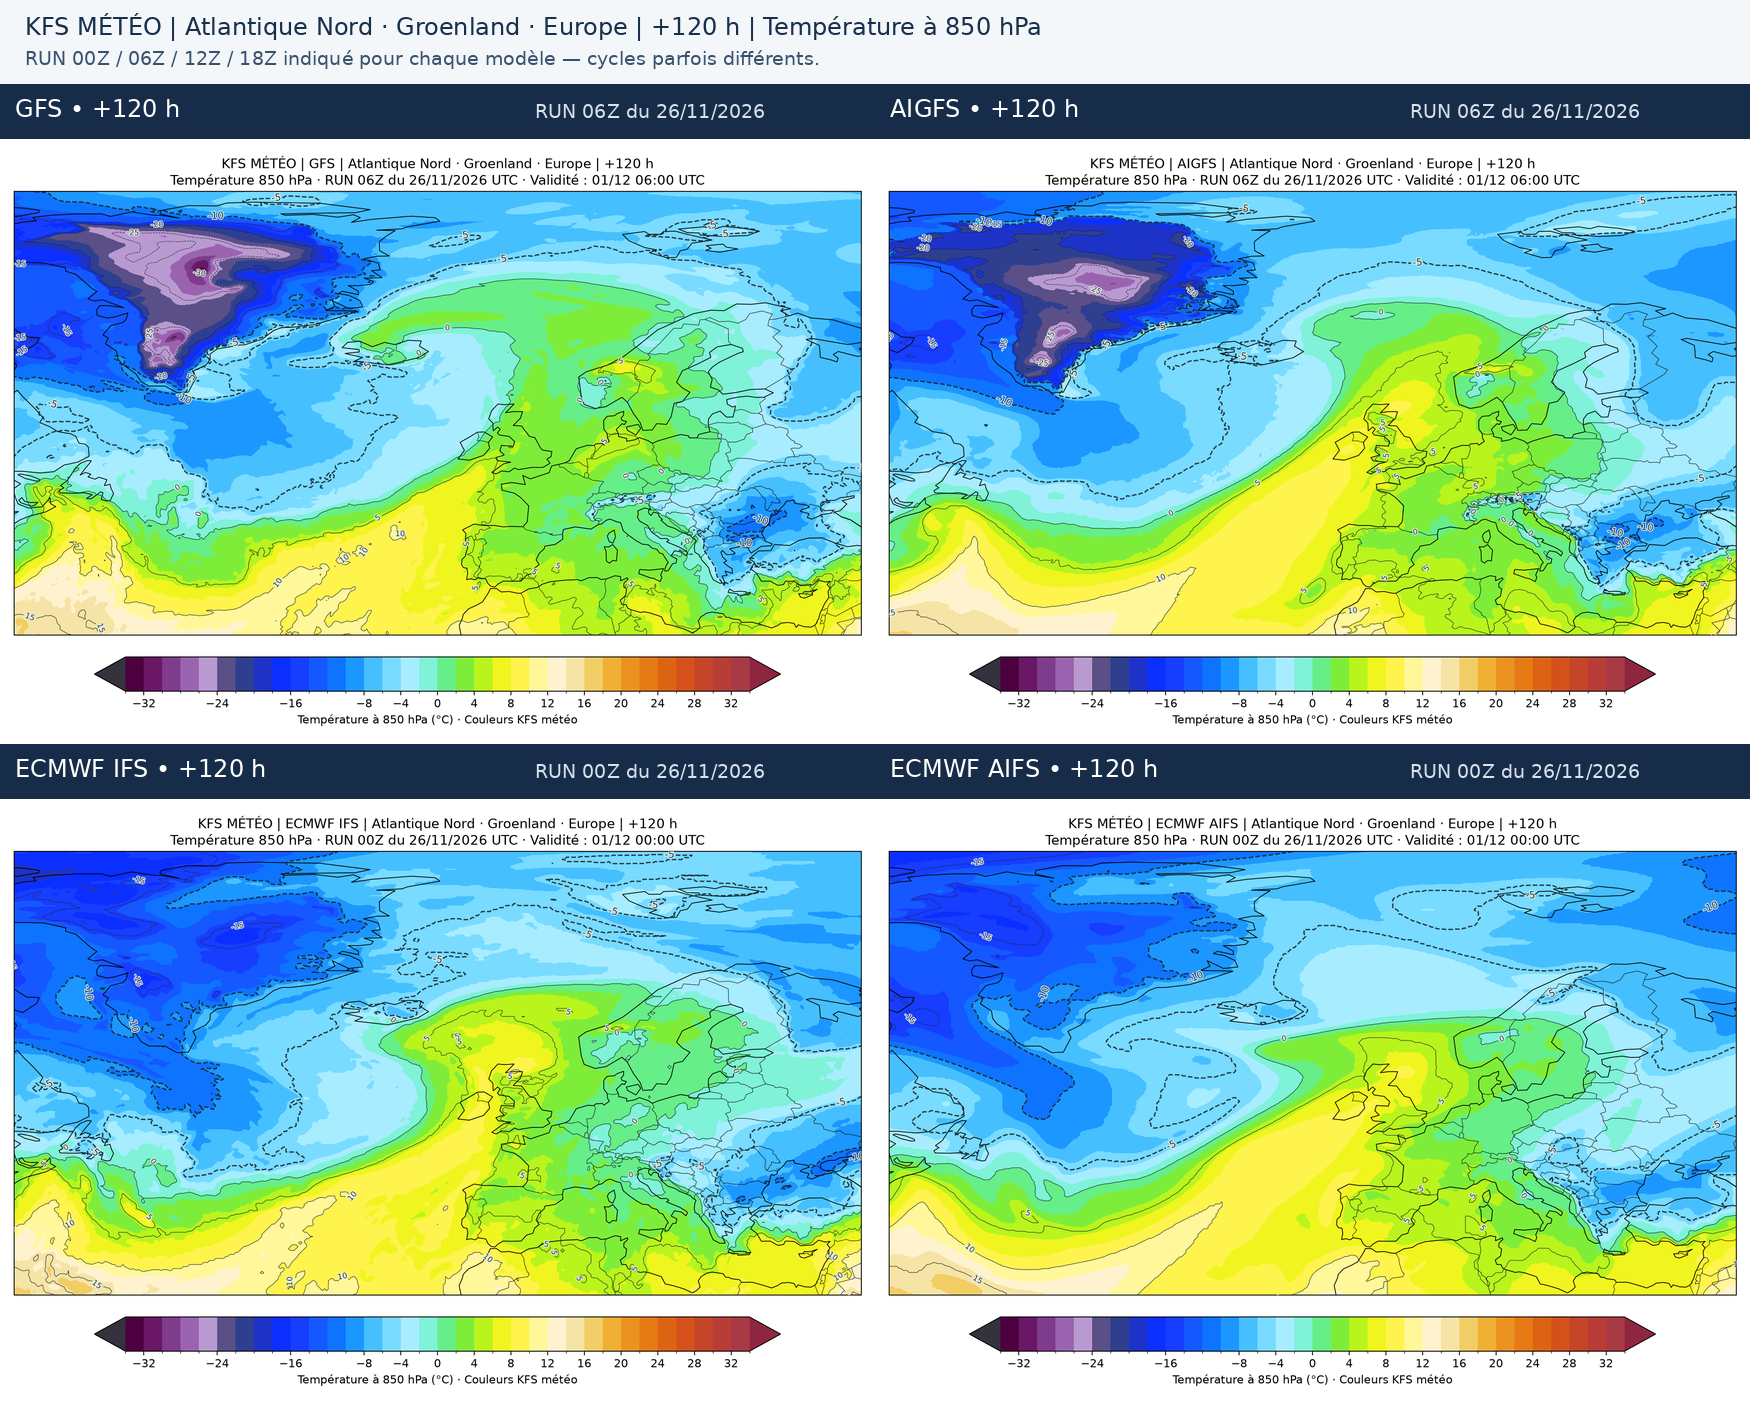 KFS MÉTÉO | Atlantique Nord · Groenland · Europe | +120 h | Température à 850 hPa
RUN 00Z / 06Z / 12Z / 18Z indiqué pour chaque modèle — cycles parfois différents.
GFS • +120 h
RUN 06Z du 26/11/2026
AIGFS • +120 h
RUN 06Z du 26/11/2026
KFS MÉTÉO | GFS | Atlantique Nord · Groenland · Europe | +120 h
Température 850 hPa · RUN 06Z du 26/11/2026 UTC · Validité : 01/12 06:00 UTC
KFS MÉTÉO | AIGFS | Atlantique Nord · Groenland · Europe | +120 h
Température 850 hPa · RUN 06Z du 26/11/2026 UTC · Validité : 01/12 06:00 UTC
−32 −24 −16 −8 −4 0 4 8 12 16 20 24 28 32
Température à 850 hPa (°C) · Couleurs KFS météo
−32 −24 −16 −8 −4 0 4 8 12 16 20 24 28 32
Température à 850 hPa (°C) · Couleurs KFS météo
ECMWF IFS • +120 h
RUN 00Z du 26/11/2026
ECMWF AIFS • +120 h
RUN 00Z du 26/11/2026
KFS MÉTÉO | ECMWF IFS | Atlantique Nord · Groenland · Europe | +120 h
Température 850 hPa · RUN 00Z du 26/11/2026 UTC · Validité : 01/12 00:00 UTC
KFS MÉTÉO | ECMWF AIFS | Atlantique Nord · Groenland · Europe | +120 h
Température 850 hPa · RUN 00Z du 26/11/2026 UTC · Validité : 01/12 00:00 UTC
−32 −24 −16 −8 −4 0 4 8 12 16 20 24 28 32
Température à 850 hPa (°C) · Couleurs KFS météo
−32 −24 −16 −8 −4 0 4 8 12 16 20 24 28 32
Température à 850 hPa (°C) · Couleurs KFS météo